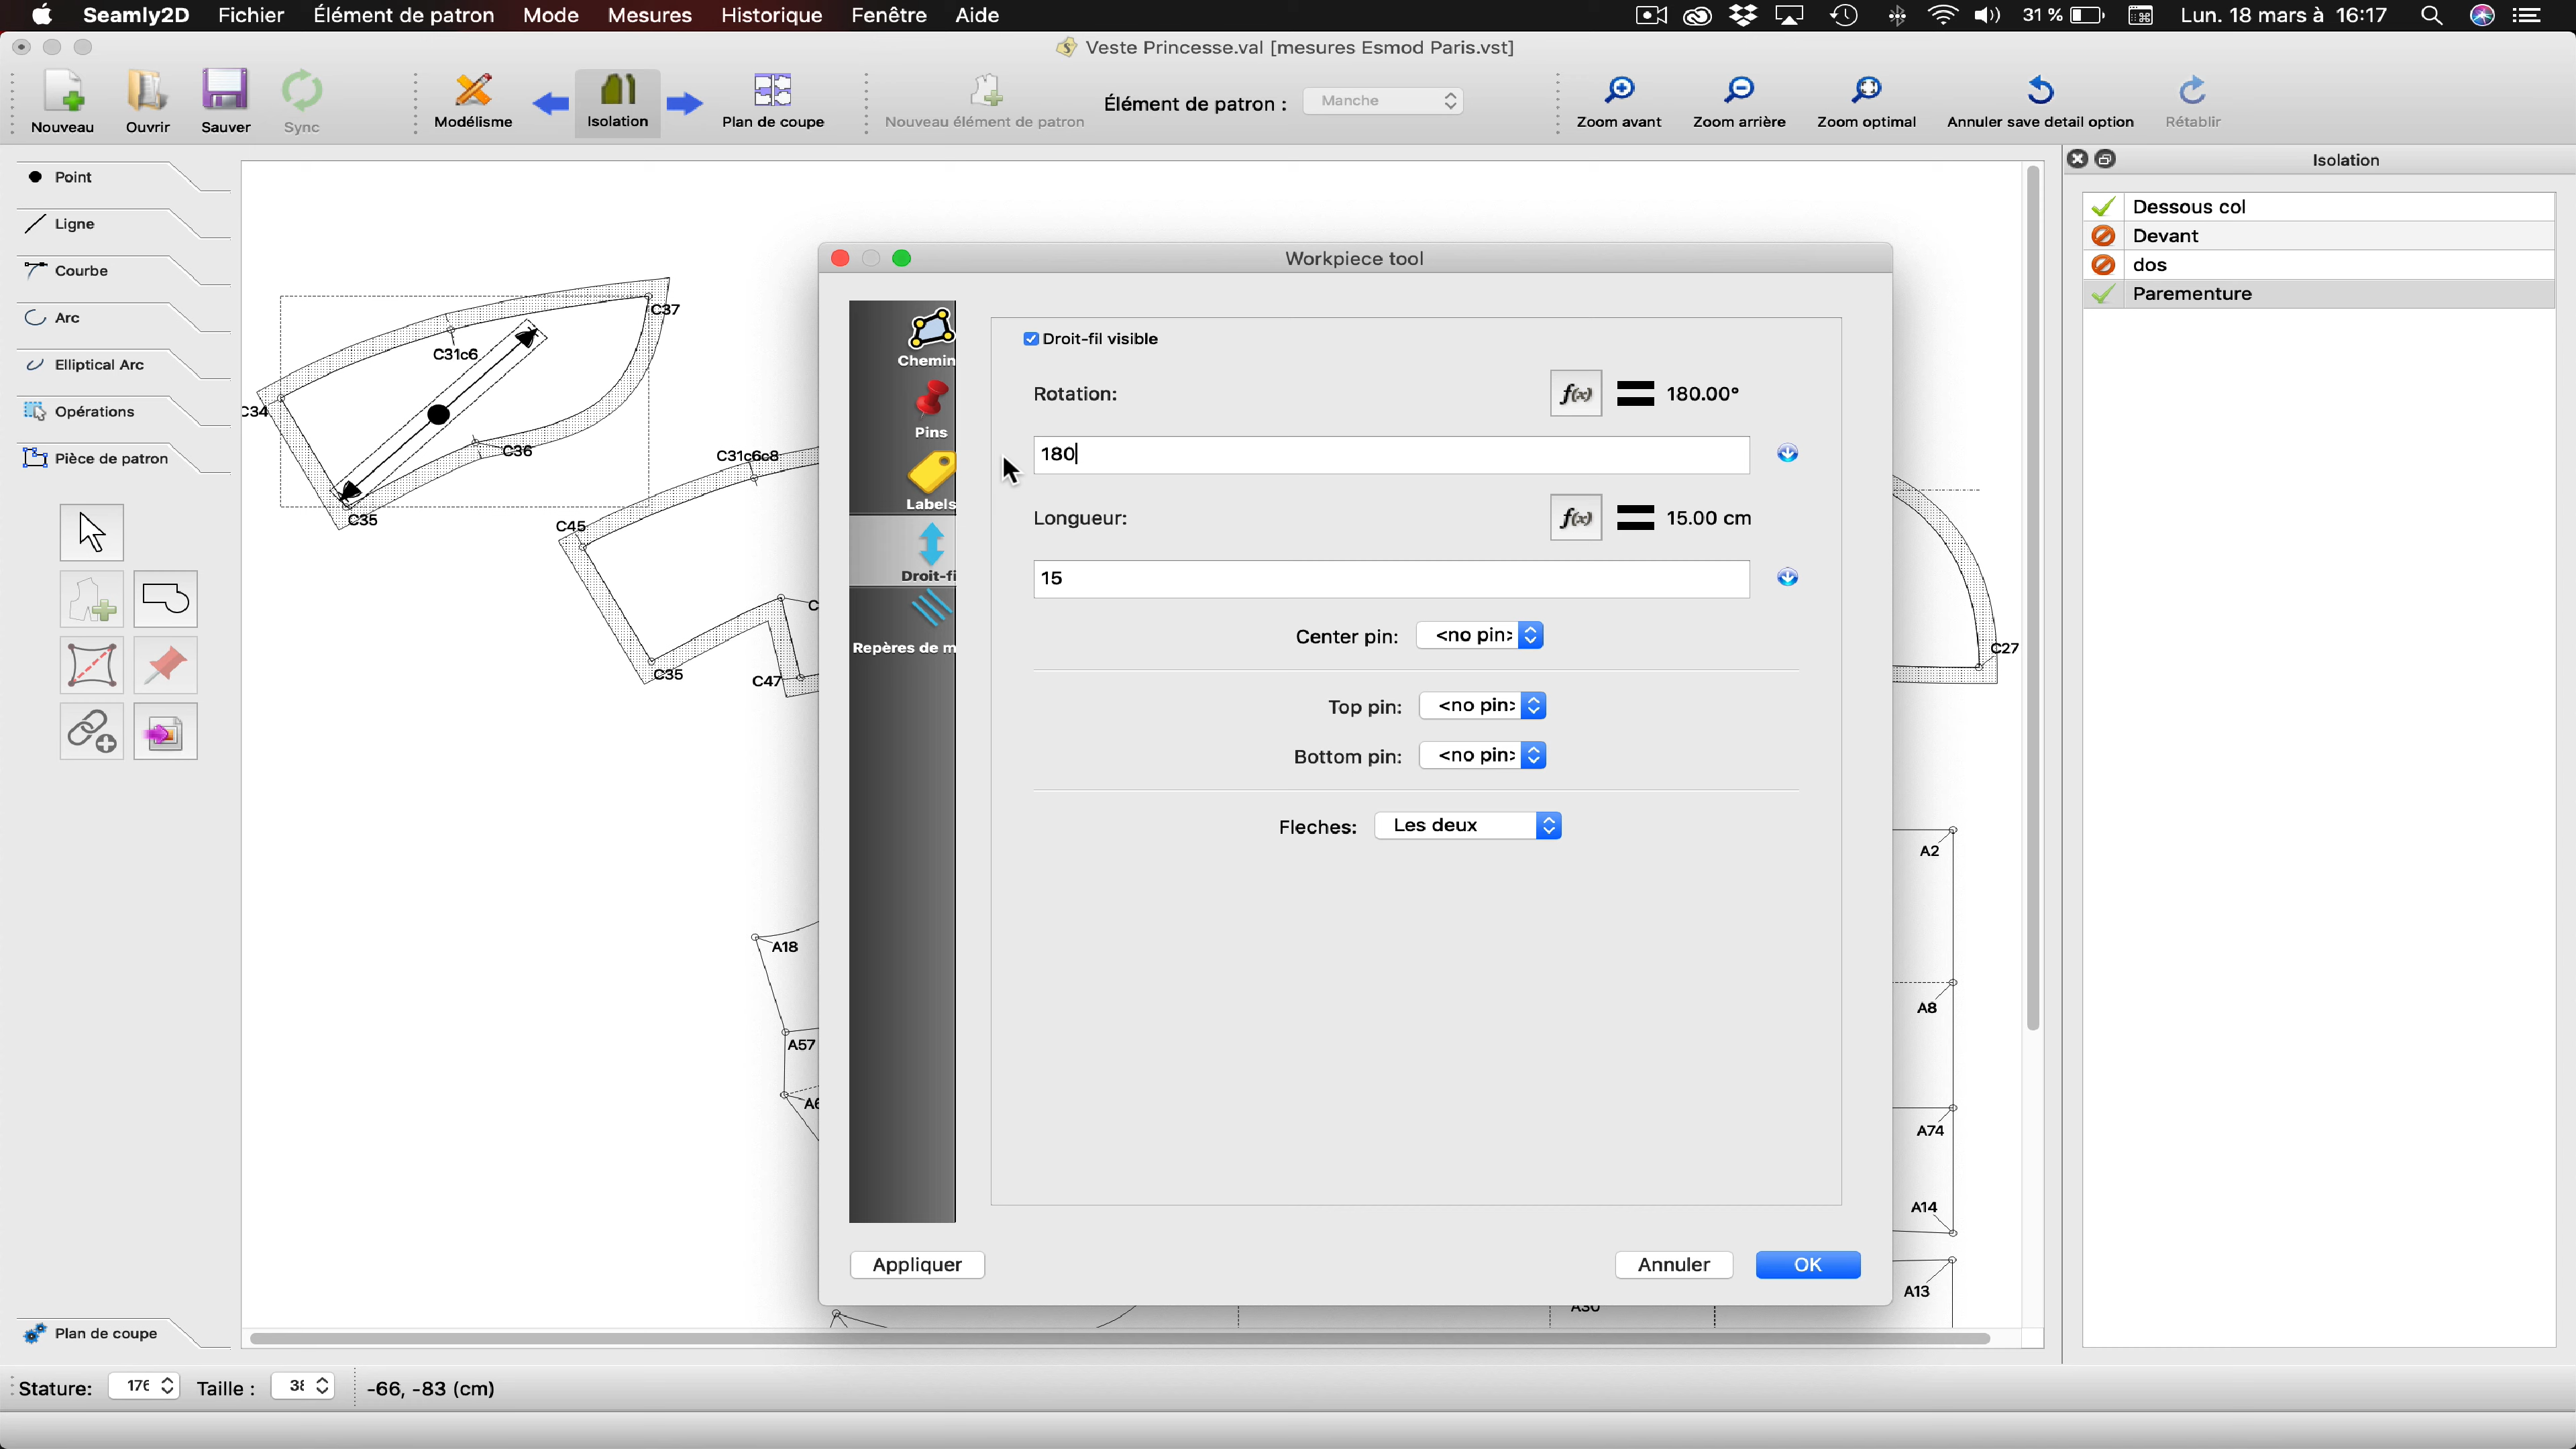 Seamly2D Fichier Élément de patron Mode Mesures Historique Fenêtre Aide 31 % Lun. 18 mars à 16:17
Veste Princesse.val [mesures Esmod Paris.vst]
Nouveau Ouvrir Sauver Sync Modélisme Isolation Plan de coupe Nouveau élément de patron Élément de patron : Manche Zoom avant Zoom arrière Zoom optimal Annuler save detail option Rétablir
Point
Ligne
Courbe
Arc
Elliptical Arc
Opérations
Pièce de patron
Plan de coupe
C37
C31c6
C34
C36
C35
C31c6c8
C45
C35
C47
A18
A57
Workpiece tool
Chemin
Pins
Labels
Droit-fi
Repères de m
Droit-fil visible
Rotation: f(x) 180.00°
180
Longueur: f(x) 15.00 cm
15
Center pin: <no pin>
Top pin: <no pin>
Bottom pin: <no pin>
Fleches: Les deux
Appliquer Annuler OK
C27
A2
A8
A74
A14
A13
Isolation
Dessous col
Devant
dos
Parementure
Stature: 176 Taille : 38 -66, -83 (cm)